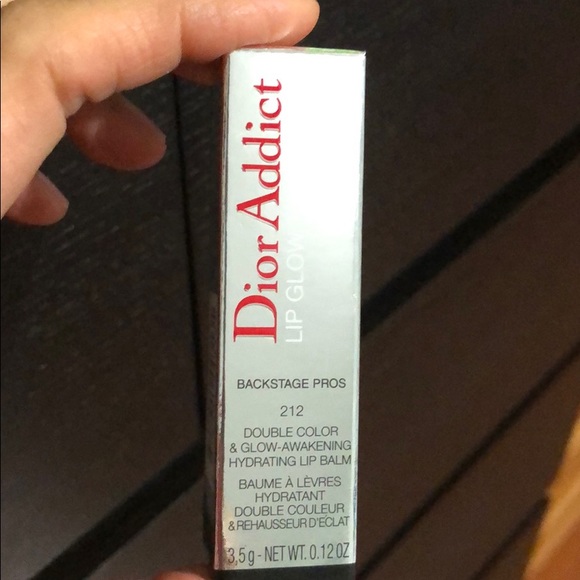 Dior Addict
LIP GLOW
BACKSTAGE PROS
212
DOUBLE COLOR
& GLOW-AWAKENING
HYDRATING LIP BALM
BAUME À LÈVRES
HYDRATANT
DOUBLE COULEUR
& REHAUSSEUR D'ÉCLAT
3,5 g - NET WT. 0.12 OZ